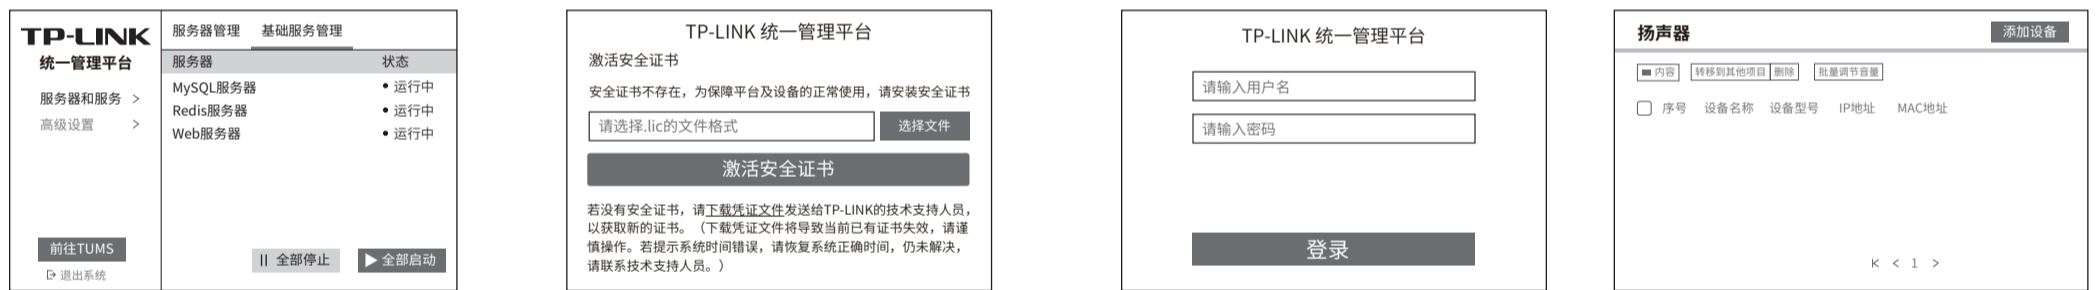 TP-LINK
统一管理平台
服务器和服务 >
高级设置 >
前往TUMS
退出系统
服务器管理 基础服务管理
服务器 状态
MySQL服务器 • 运行中
Redis服务器 • 运行中
Web服务器 • 运行中
全部停止 全部启动
TP-LINK 统一管理平台
激活安全证书
安全证书不存在，为保障平台及设备的正常使用，请安装安全证书
请选择.lic的文件格式 选择文件
激活安全证书
若没有安全证书，请下载凭证文件发送给TP-LINK的技术支持人员，
以获取新的证书。（下载凭证文件将导致当前已有证书失效，请谨
慎操作。若提示系统时间错误，请恢复系统正确时间，仍未解决，
请联系技术支持人员。）
TP-LINK 统一管理平台
请输入用户名
请输入密码
登录
扬声器 添加设备
内容 转移到其他项目 删除 批量调节音量
序号 设备名称 设备型号 IP地址 MAC地址
K < 1 >